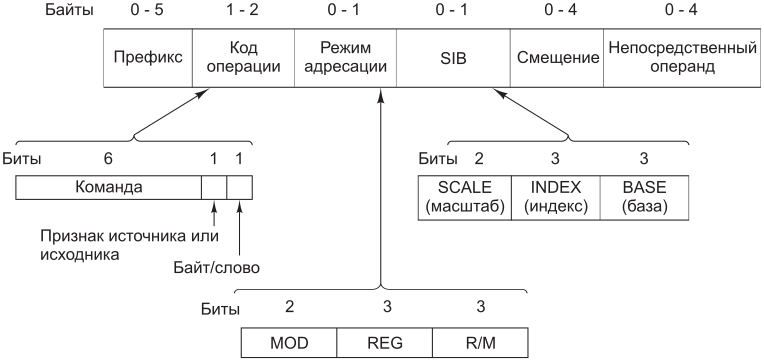 Байты 0 - 5 1 - 2 0 - 1 0 - 1 0 - 4 0 - 4
Префикс
Код
операции
Режим
адресации
SIB
Смещение
Непосредственный
операнд
Биты 6 1 1
Команда
Признак источника или
исходника
Байт/слово
Биты 2 3 3
SCALE
(масштаб)
INDEX
(индекс)
BASE
(база)
Биты 2 3 3
MOD REG R/M